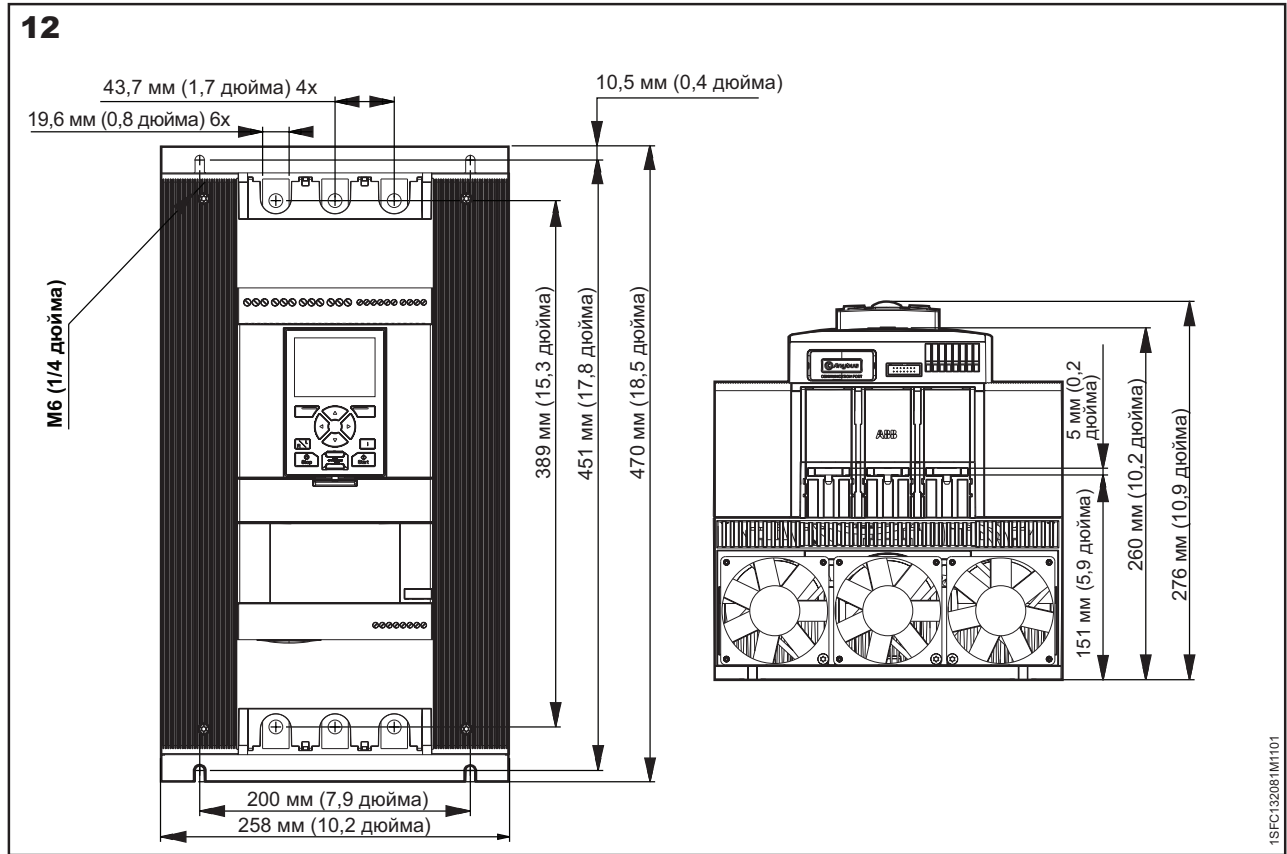 12
43,7 мм (1,7 дюйма) 4x
10,5 мм (0,4 дюйма)
19,6 мм (0,8 дюйма) 6x
M6 (1/4 дюйма)
389 мм (15,3 дюйма)
451 мм (17,8 дюйма)
470 мм (18,5 дюйма)
200 мм (7,9 дюйма)
258 мм (10,2 дюйма)
Anybus
ABB
5 мм (0,2
дюйма)
151 мм (5,9 дюйма)
260 мм (10,2 дюйма)
276 мм (10,9 дюйма)
Stop
Start
1SFC132081M1101